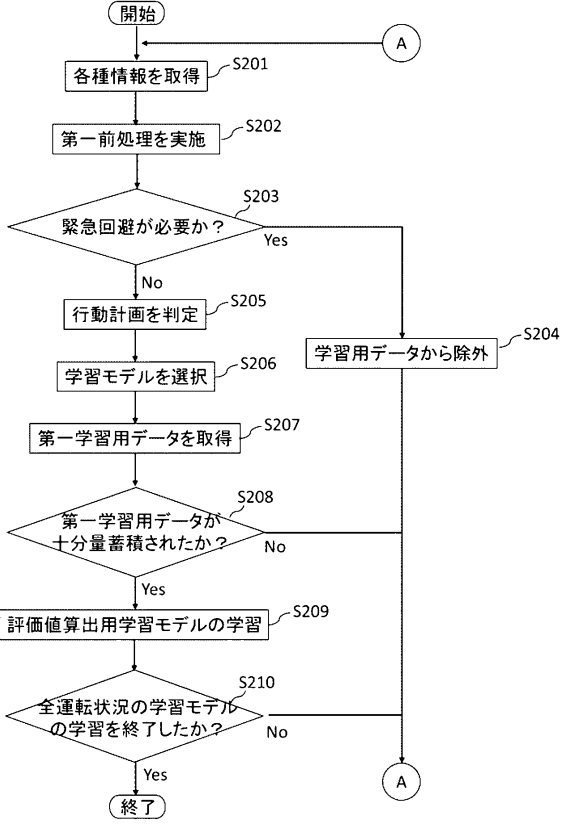 開始
A
各種情報を取得
S201
第一前処理を実施
S202
緊急回避が必要か？
S203
Yes
No
学習用データから除外
S204
行動計画を判定
S205
学習モデルを選択
S206
第一学習用データを取得
S207
第一学習用データが
十分量蓄積されたか？
S208
No
Yes
評価値算出用学習モデルの学習
S209
全運転状況の学習モデル
の学習を終了したか？
S210
No
Yes
A
終了